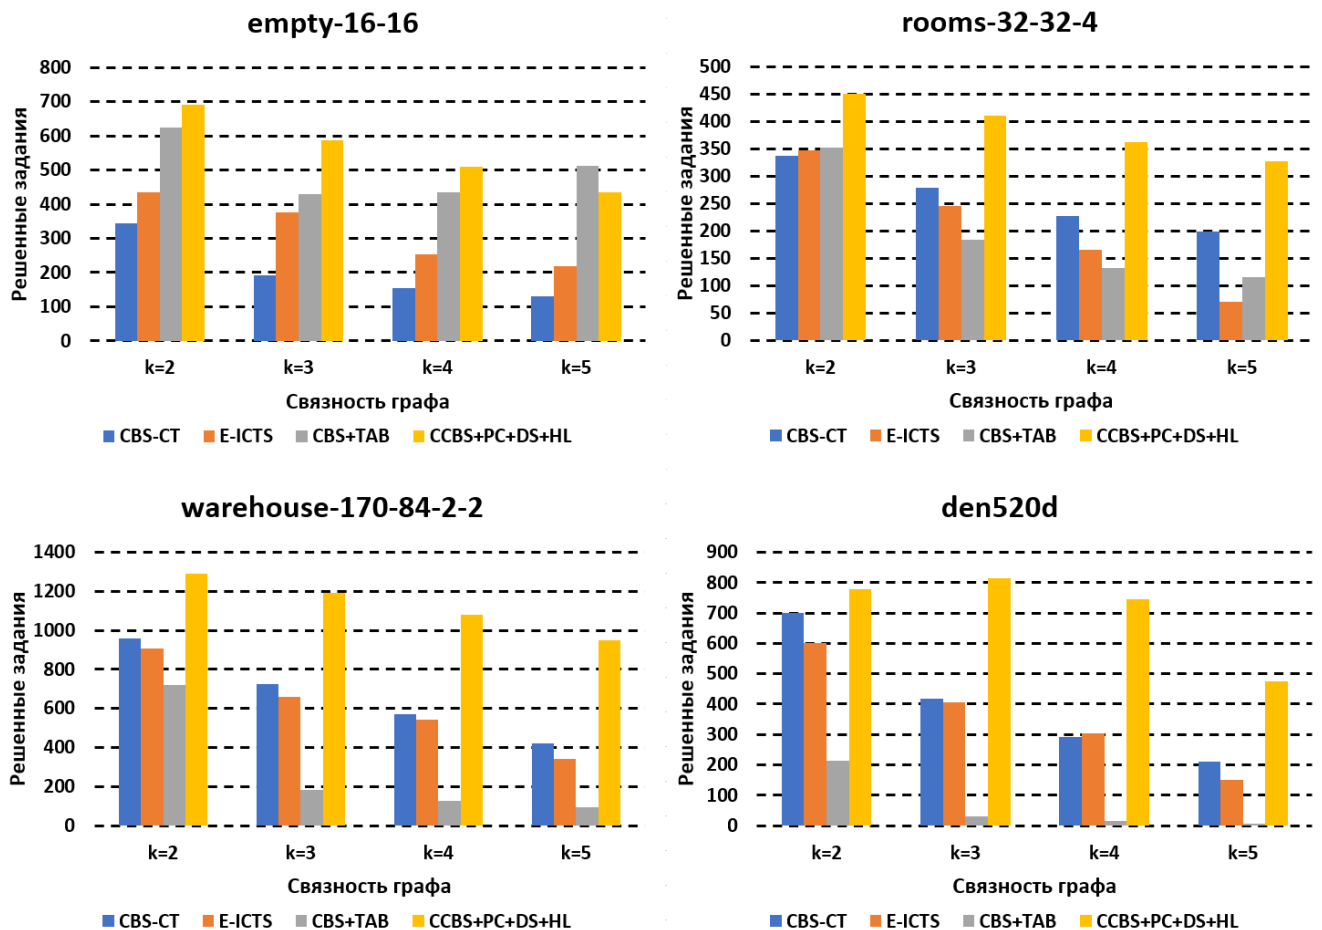 empty-16-16
800
700
600
500
400
300
200
100
0
Решенные задания
k=2 k=3 k=4 k=5
Связность графа
CBS-CT E-ICTS CBS+TAB CCBS+PC+DS+HL
rooms-32-32-4
500
450
400
350
300
250
200
150
100
50
0
Решенные задания
k=2 k=3 k=4 k=5
Связность графа
CBS-CT E-ICTS CBS+TAB CCBS+PC+DS+HL
warehouse-170-84-2-2
1400
1200
1000
800
600
400
200
0
Решенные задания
k=2 k=3 k=4 k=5
Связность графа
CBS-CT E-ICTS CBS+TAB CCBS+PC+DS+HL
den520d
900
800
700
600
500
400
300
200
100
0
Решенные задания
k=2 k=3 k=4 k=5
Связность графа
CBS-CT E-ICTS CBS+TAB CCBS+PC+DS+HL